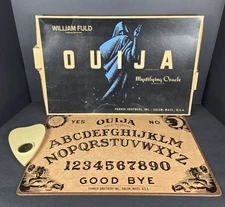 WILLIAM FULD
OUIJA
Mystifying Oracle
PARKER BROTHERS, INC. SALEM, MASS., U.S.A.
OUIJA
YES NO
ABCDEFGHIJKLM
NOPQRSTUVWXYZ
1234567890
GOOD BYE
PARKER BROTHERS INC. SALEM, MASS.